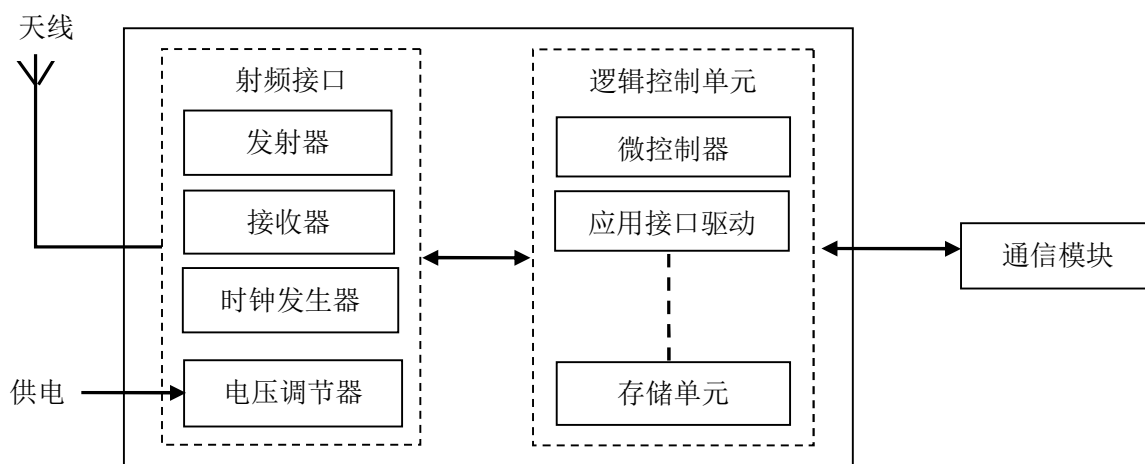 天线
射频接口
发射器
接收器
时钟发生器
电压调节器
供电
逻辑控制单元
微控制器
应用接口驱动
存储单元
通信模块